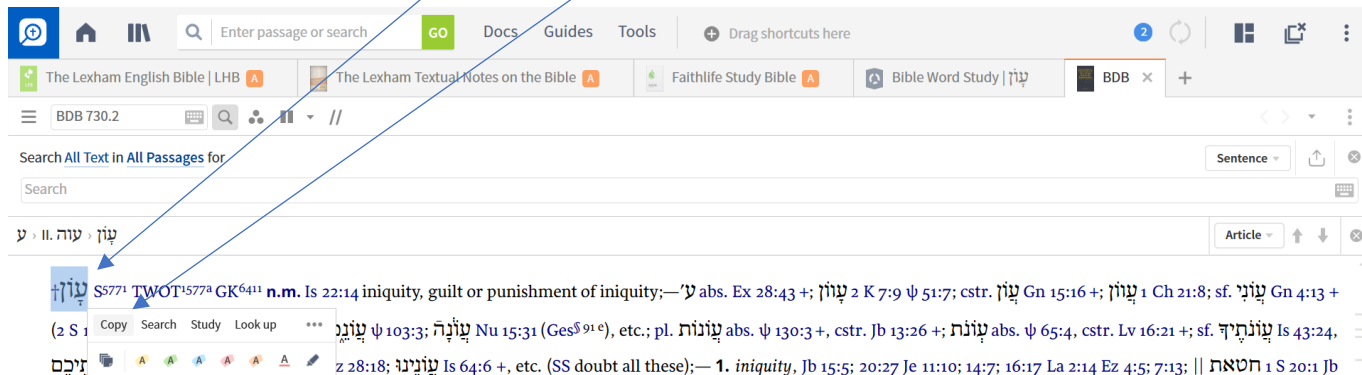 Enter passage or search GO Docs Guides Tools Drag shortcuts here 2
The Lexham English Bible | LHB A The Lexham Textual Notes on the Bible A Faithlife Study Bible A Bible Word Study | עָוֹן BDB
BDB 730.2
Search All Text in All Passages for
Sentence
Search
ע › II. עוה › עָוֹן
Article
†עָוֹן S5771 TWOT1577a GK6411 n.m. Is 22:14 iniquity, guilt or punishment of iniquity;—עʹ abs. Ex 28:43 +; עָווֹן 2 K 7:9 ψ 51:7; cstr. עֲוֹן Gn 15:16 +; עֲווֹן 1 Ch 21:8; sf. עֲוֹנִי Gn 4:13 +
(2 S 1 ψ 103:3; עֲוֹנָהֿ Nu 15:31 (Ges§ 91 e), etc.; pl. עֲוֹנוֹת abs. ψ 130:3 +, cstr. Jb 13:26 +; עֲוֹנֹת abs. ψ 65:4, cstr. Lv 16:21 +; sf. עֲוֹנֹתֶיךָ Is 43:24,
Copy Search Study Look up
A A A A A A
z 28:18; עֲוֹנֵינוּ Is 64:6 +, etc. (SS doubt all these);— 1. iniquity, Jb 15:5; 20:27 Je 11:10; 14:7; 16:17 La 2:14 Ez 4:5; 7:13; || חטאת 1 S 20:1 Jb